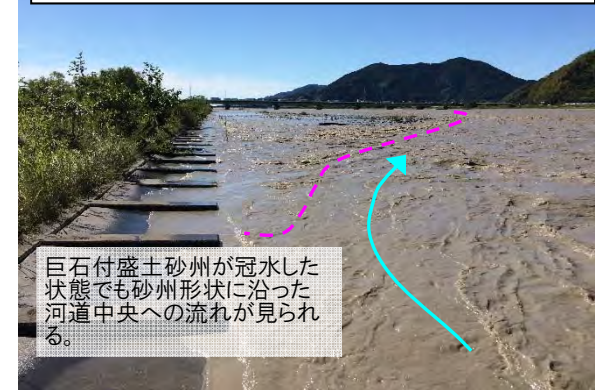 巨石付盛土砂州が冠水した
状態でも砂州形状に沿った
河道中央への流れが見られ
る。